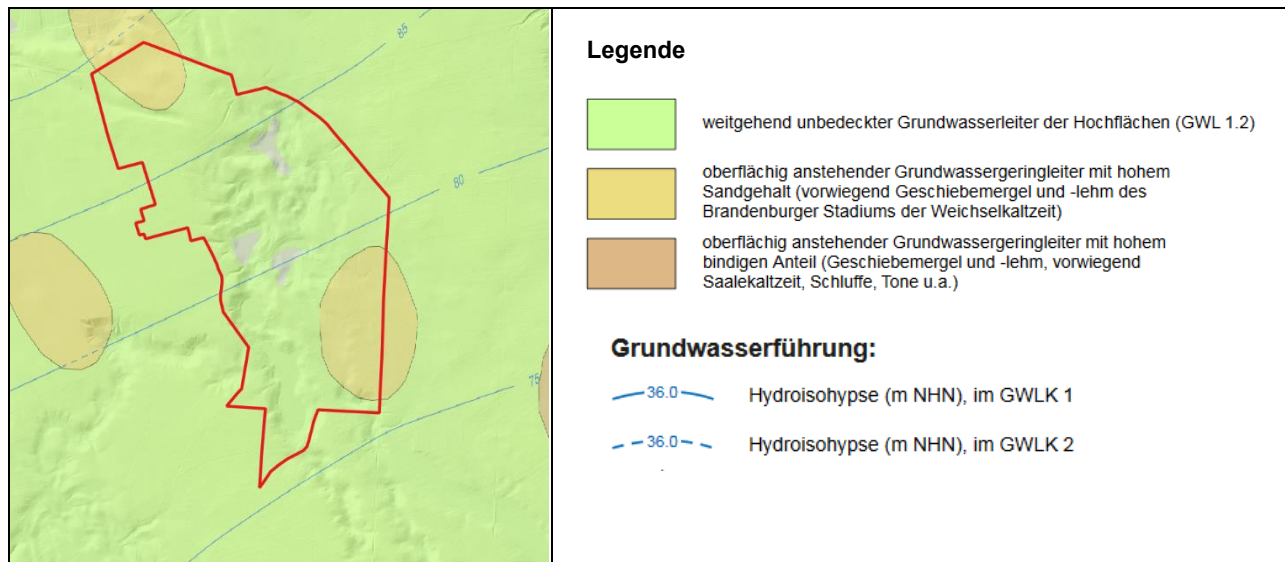 85
80
75
Legende
weitgehend unbedeckter Grundwasserleiter der Hochflächen (GWL 1.2)
oberflächig anstehender Grundwassergeringleiter mit hohem
Sandgehalt (vorwiegend Geschiebemergel und -lehm des
Brandenburger Stadiums der Weichselkaltzeit)
oberflächig anstehender Grundwassergeringleiter mit hohem
bindigen Anteil (Geschiebemergel und -lehm, vorwiegend
Saalekaltzeit, Schluffe, Tone u.a.)
Grundwasserführung:
36.0 Hydroisohypse (m NHN), im GWLK 1
36.0 Hydroisohypse (m NHN), im GWLK 2